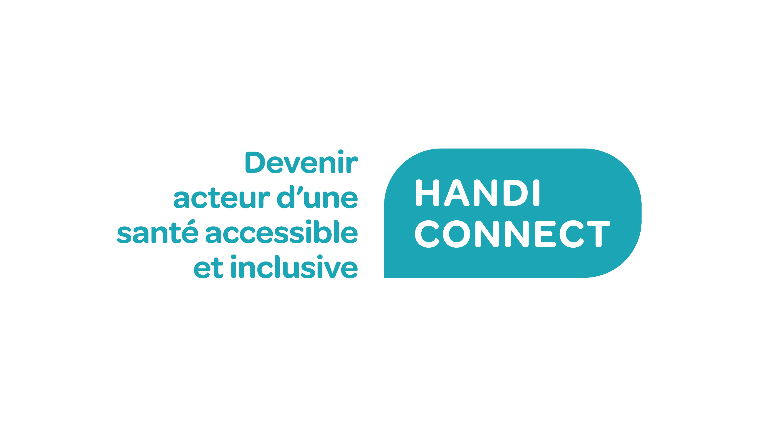 Devenir
acteur d’une
santé accessible
et inclusive
HANDI
CONNECT